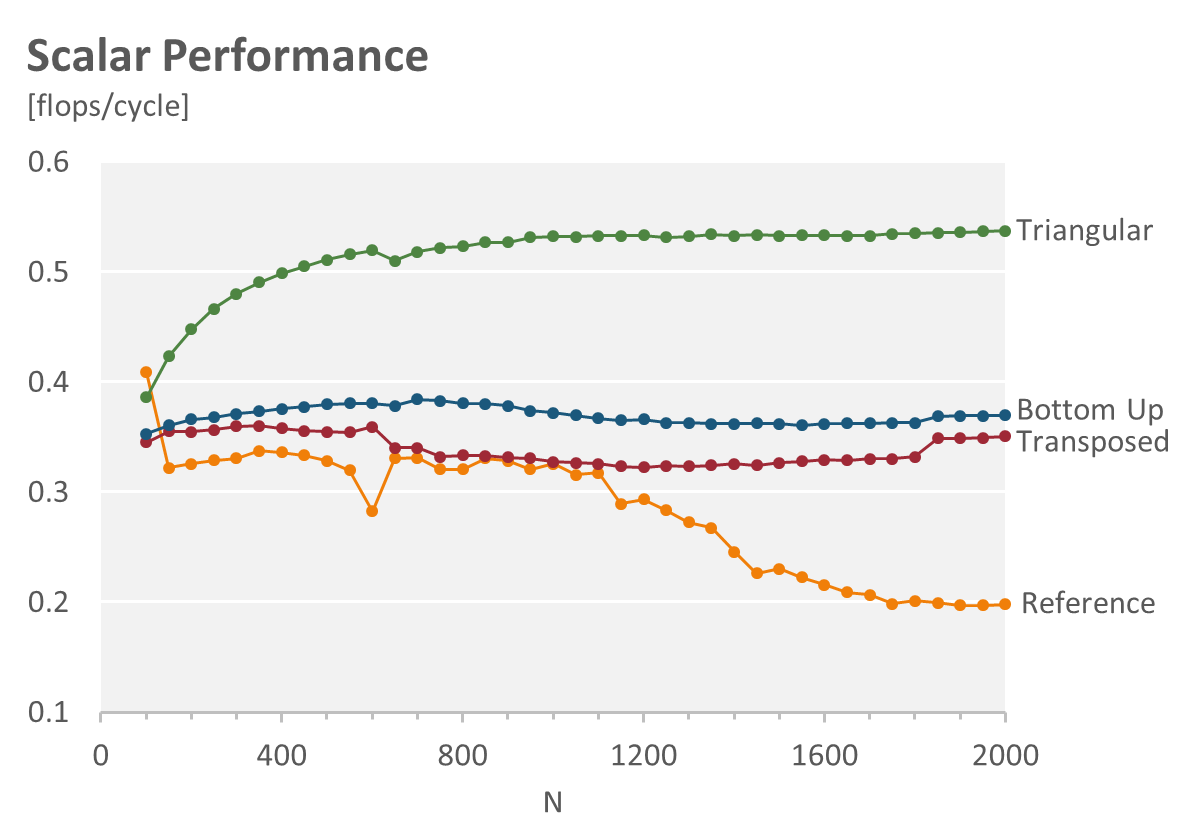 Scalar Performance
[flops/cycle]
0.6
Triangular
0.5
0.4
Bottom Up
Transposed
0.3
0.2
Reference
0.1
0 400 800 1200 1600 2000
N